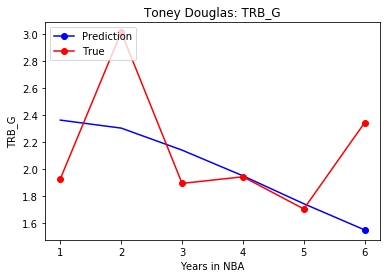 Toney Douglas: TRB_G
Prediction
True
3.0
2.8
2.6
2.4
2.2
2.0
1.8
1.6
TRB_G
1 2 3 4 5 6
Years in NBA